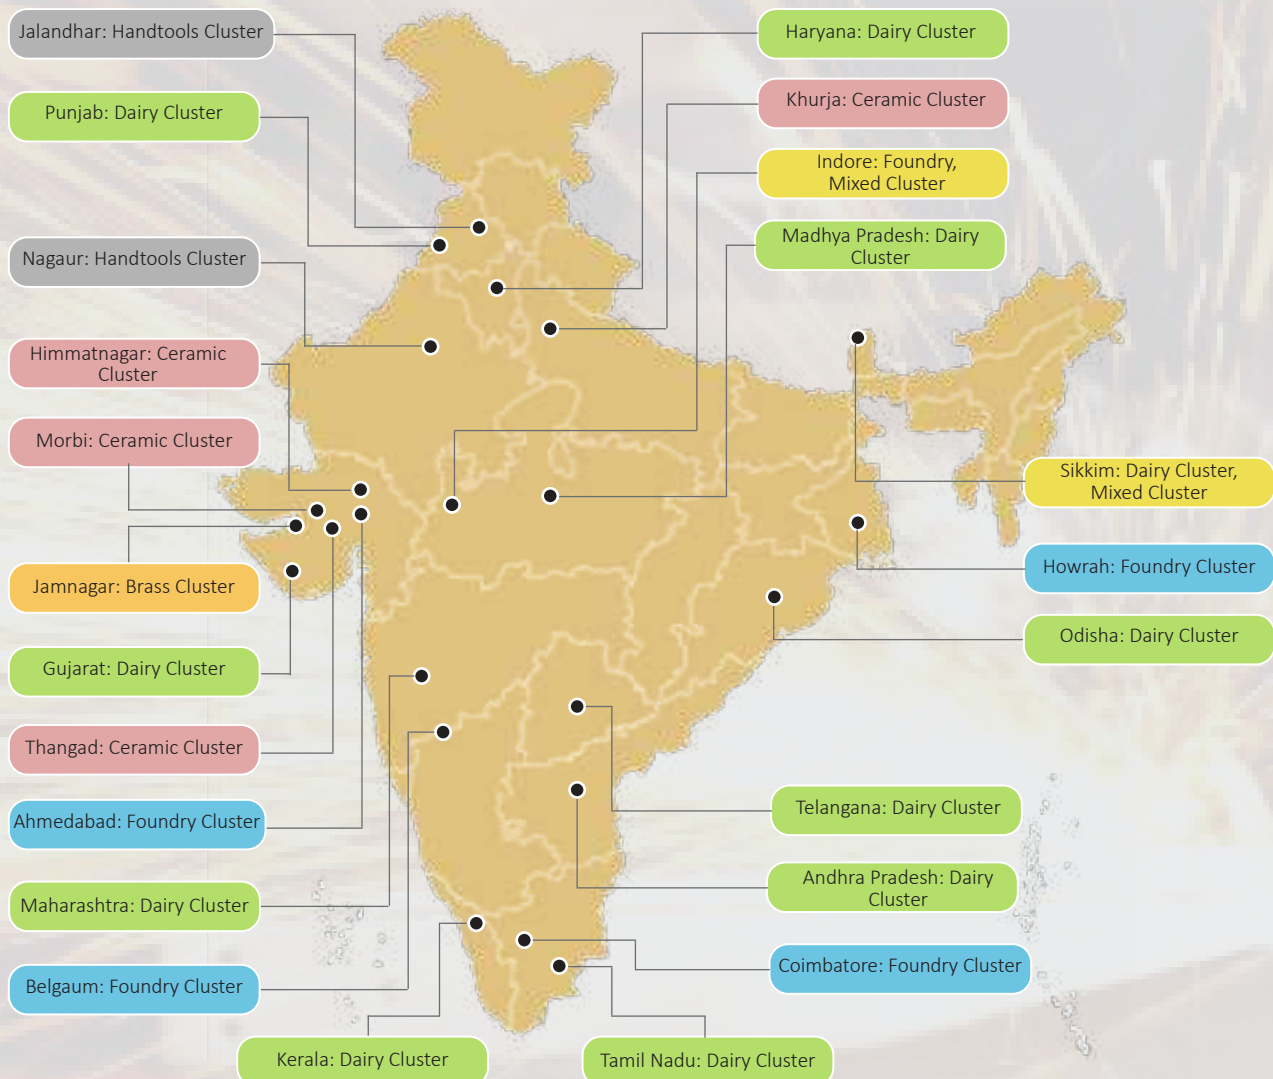 Jalandhar: Handtools Cluster
Punjab: Dairy Cluster
Nagaur: Handtools Cluster
Himmatnagar: Ceramic
Cluster
Morbi: Ceramic Cluster
Jamnagar: Brass Cluster
Gujarat: Dairy Cluster
Thangad: Ceramic Cluster
Ahmedabad: Foundry Cluster
Maharashtra: Dairy Cluster
Belgaum: Foundry Cluster
Kerala: Dairy Cluster
Haryana: Dairy Cluster
Khurja: Ceramic Cluster
Indore: Foundry,
Mixed Cluster
Madhya Pradesh: Dairy
Cluster
Sikkim: Dairy Cluster,
Mixed Cluster
Howrah: Foundry Cluster
Odisha: Dairy Cluster
Telangana: Dairy Cluster
Andhra Pradesh: Dairy
Cluster
Coimbatore: Foundry Cluster
Tamil Nadu: Dairy Cluster